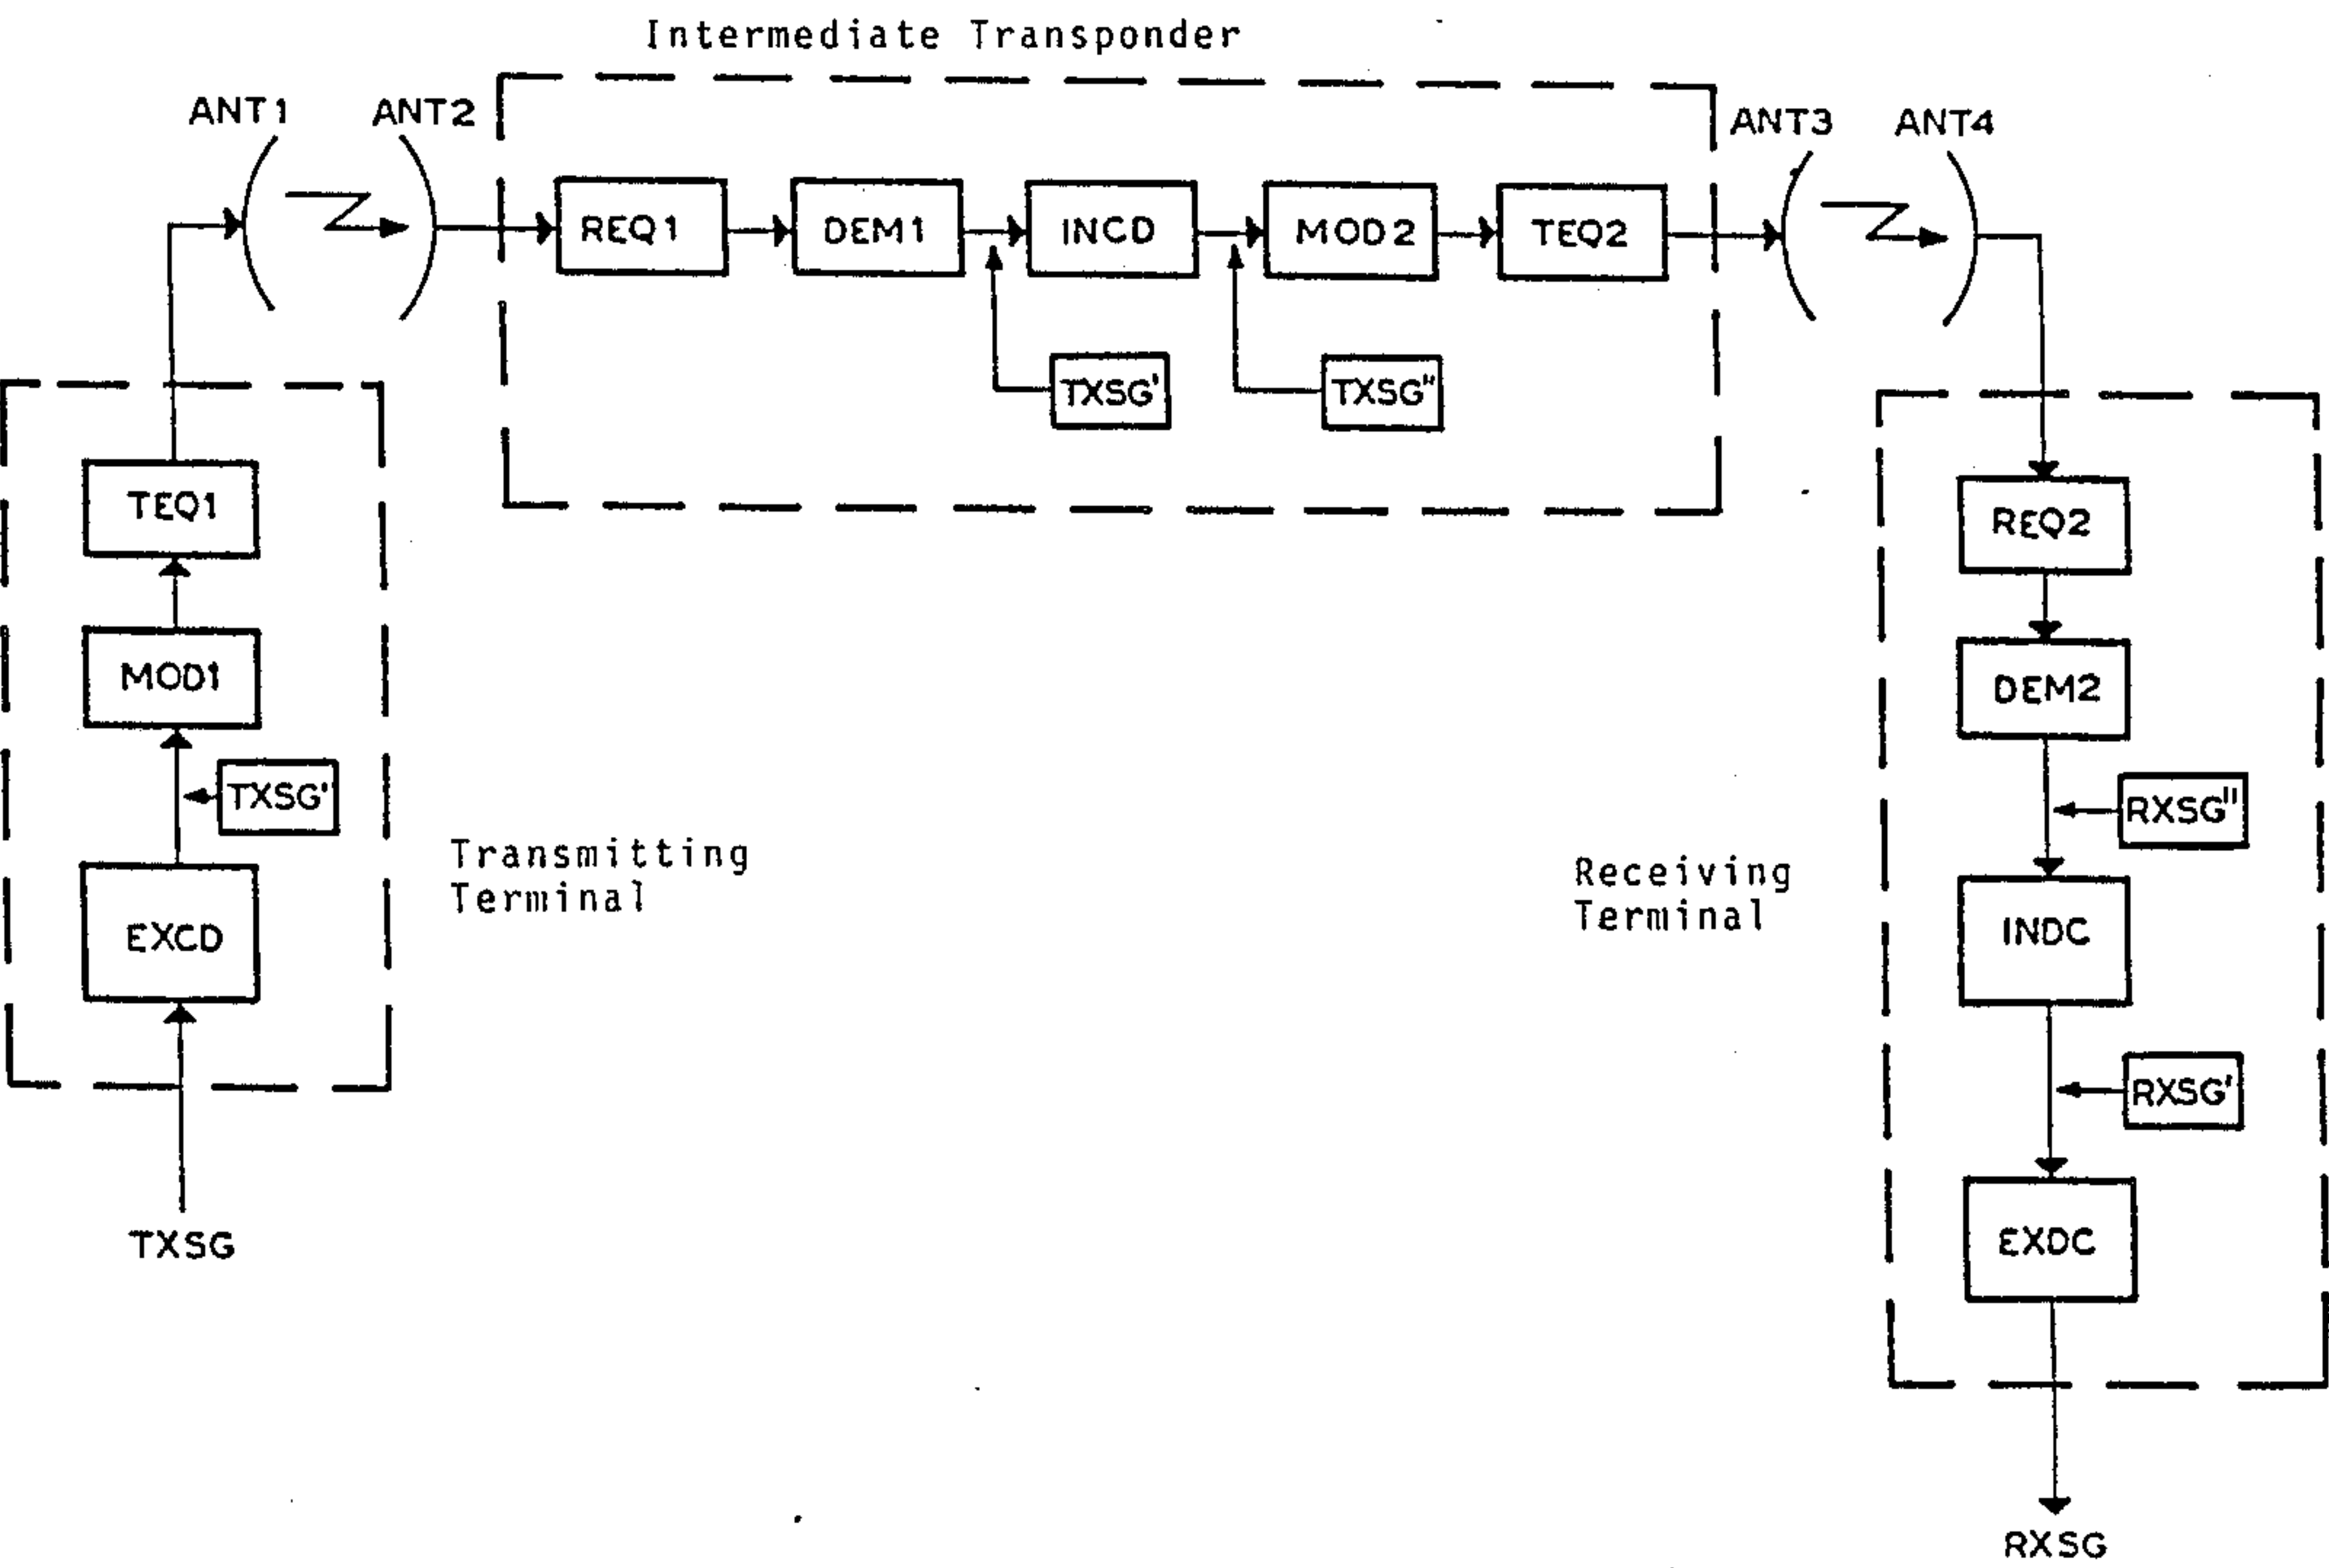 Intermediate Transponder
ANT1
ANT2
ANT3
ANT4
REQ1
DEM1
INCD
MOD2
TEQ2
TXSG'
TXSG"
TEQ1
MOD1
TXSG'
EXCD
TXSG
Transmitting
Terminal
REQ2
DEM2
RXSG"
Receiving
Terminal
INDC
RXSG'
EXDC
RXSG